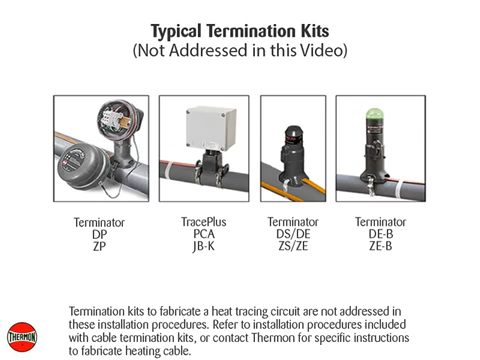 Typical Termination Kits
(Not Addressed in this Video)
Terminator
DP
ZP
TracePlus
PCA
JB-K
Terminator
DS/DE
ZS/ZE
Terminator
DE-B
ZE-B
Termination kits to fabricate a heat tracing circuit are not addressed in
these installation procedures. Refer to installation procedures included
with cable termination kits, or contact Thermon for specific instructions
to fabricate heating cable.
THERMON